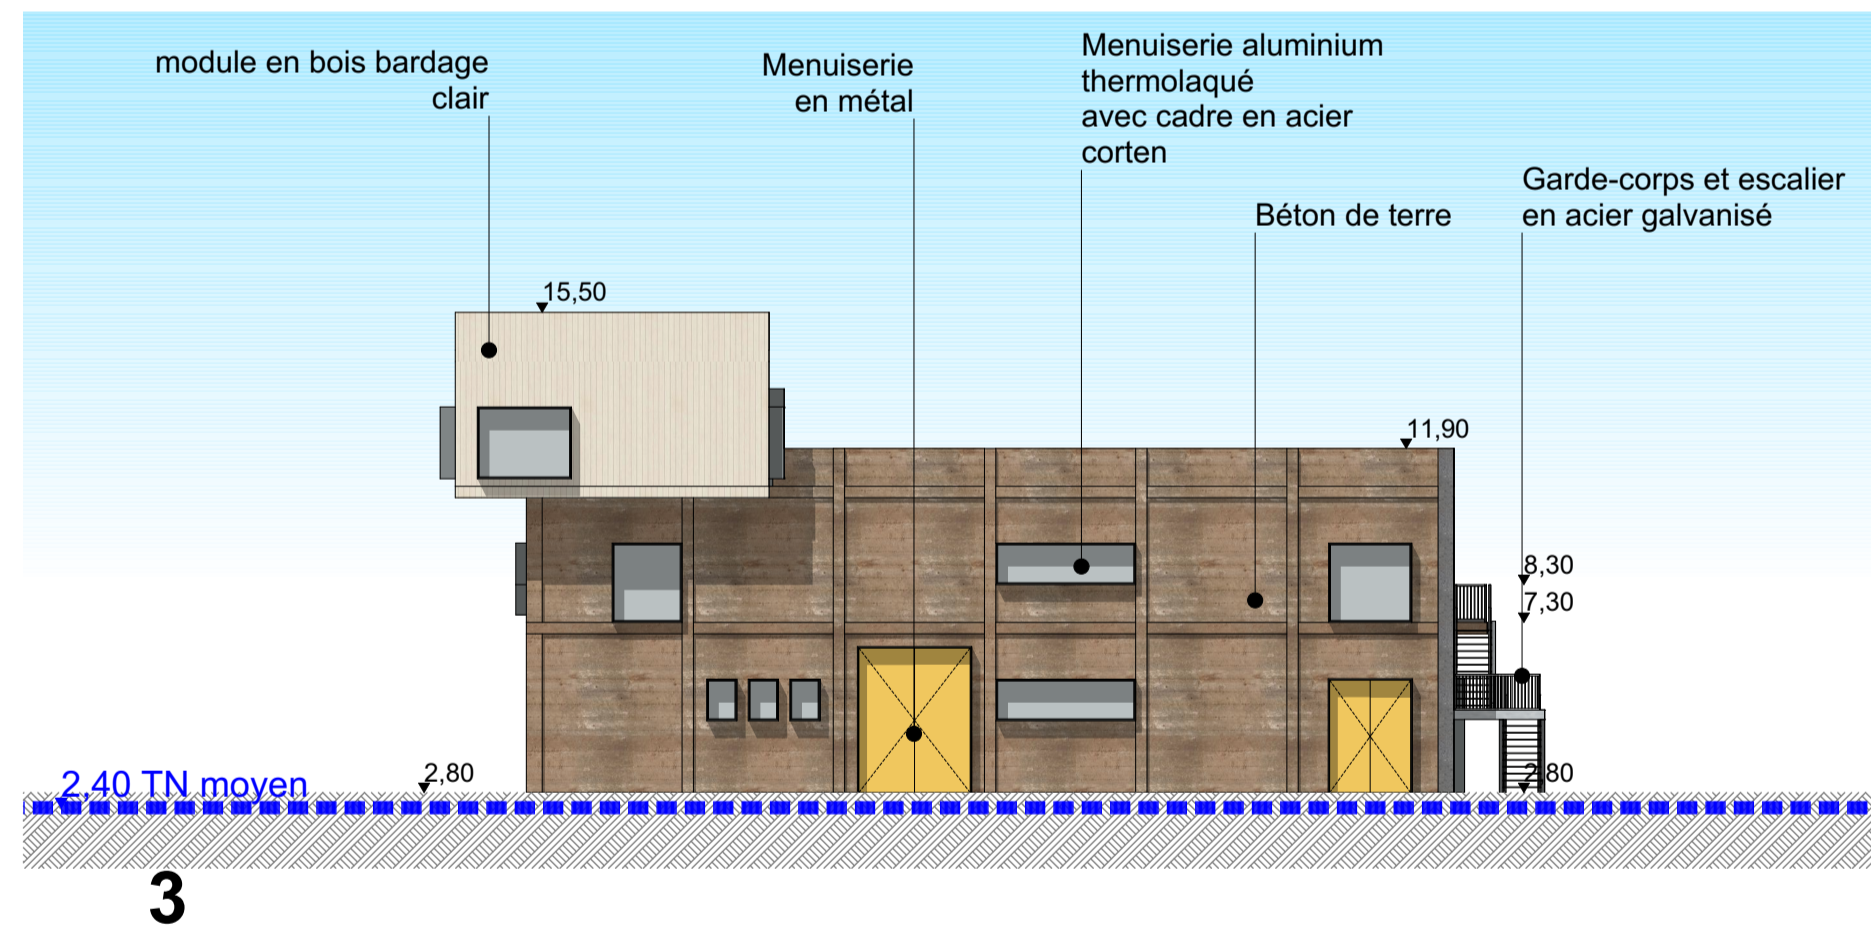 module en bois bardage
clair
Menuiserie
en métal
Menuiserie aluminium
thermolaqué
avec cadre en acier
corten
Béton de terre
Garde-corps et escalier
en acier galvanisé
15,50
11,90
8,30
7,30
2,40 TN moyen
2,80
2,80
3